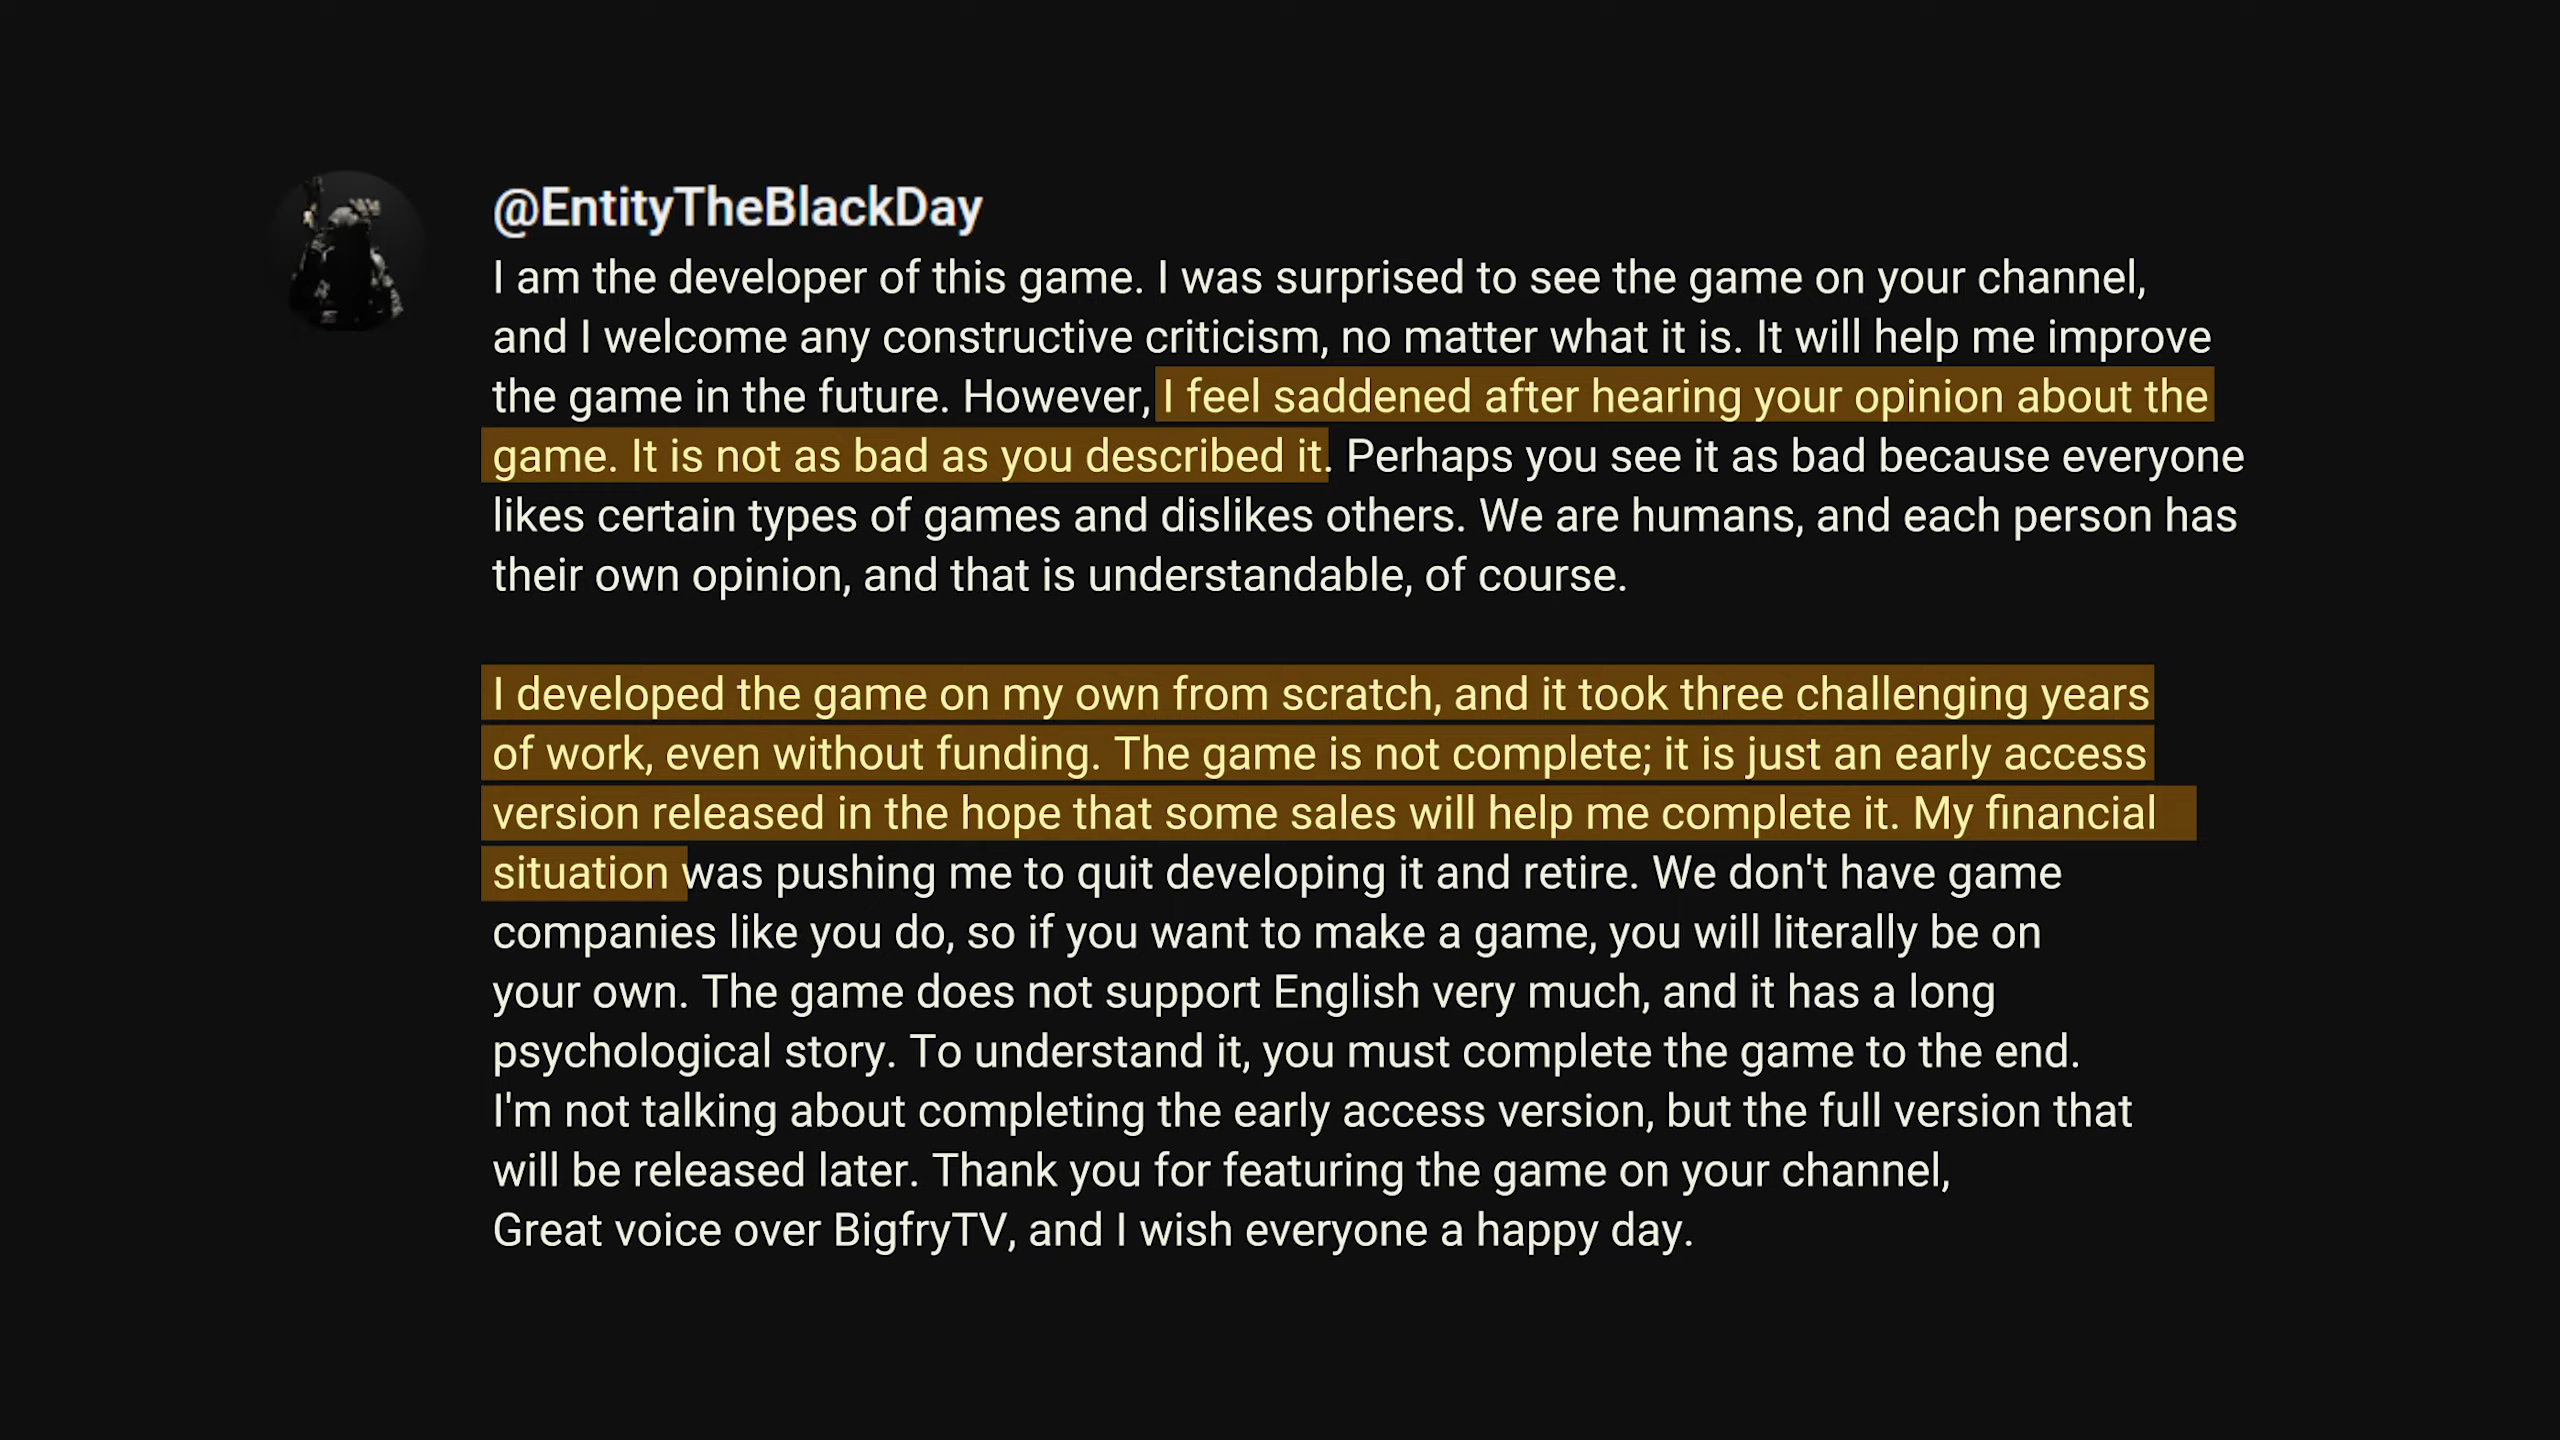 @EntityTheBlackDay
I am the developer of this game. I was surprised to see the game on your channel,
and I welcome any constructive criticism, no matter what it is. It will help me improve
the game in the future. However, I feel saddened after hearing your opinion about the
game. It is not as bad as you described it. Perhaps you see it as bad because everyone
likes certain types of games and dislikes others. We are humans, and each person has
their own opinion, and that is understandable, of course.
I developed the game on my own from scratch, and it took three challenging years
of work, even without funding. The game is not complete; it is just an early access
version released in the hope that some sales will help me complete it. My financial
situation was pushing me to quit developing it and retire. We don't have game
companies like you do, so if you want to make a game, you will literally be on
your own. The game does not support English very much, and it has a long
psychological story. To understand it, you must complete the game to the end.
I'm not talking about completing the early access version, but the full version that
will be released later. Thank you for featuring the game on your channel,
Great voice over BigfryTV, and I wish everyone a happy day.